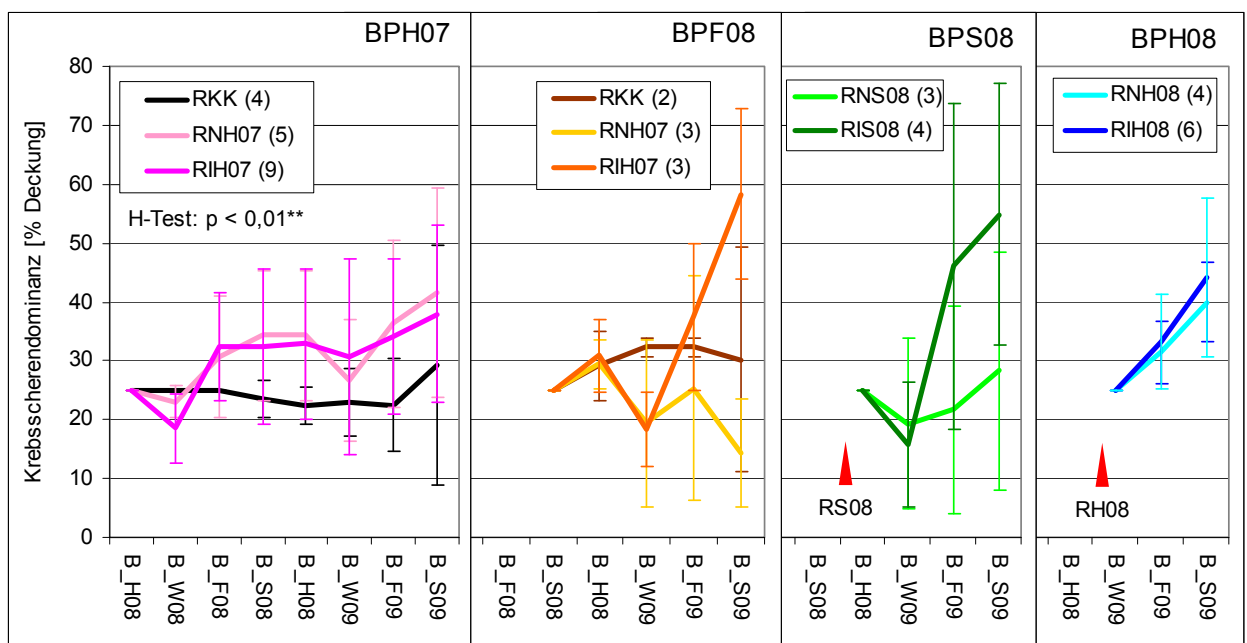 BPH07
BPF08
BPS08
BPH08
Krebsscherendominanz [% Deckung]
80
70
60
50
40
30
20
10
0
RKK (4)
RNH07 (5)
RIH07 (9)
H-Test: p < 0,01**
RKK (2)
RNH07 (3)
RIH07 (3)
RNS08 (3)
RIS08 (4)
RNH08 (4)
RIH08 (6)
RS08
RH08
B_H08
B_W08
B_F08
B_S08
B_H08
B_W09
B_F09
B_S09
B_F08
B_S08
B_H08
B_W09
B_F09
B_S09
B_S08
B_H08
B_W09
B_F09
B_S09
B_H08
B_W09
B_F09
B_S09